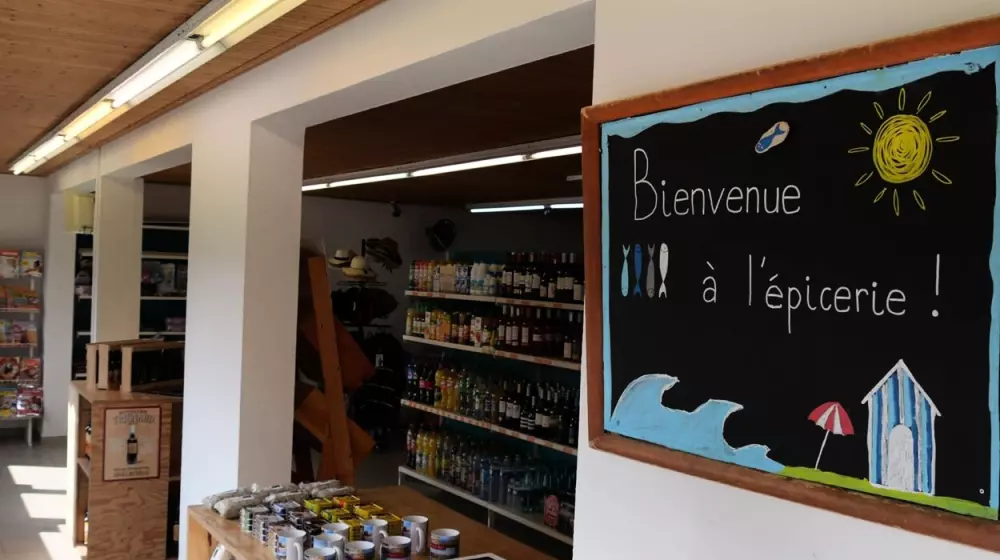 Bienvenue
à l'épicerie !